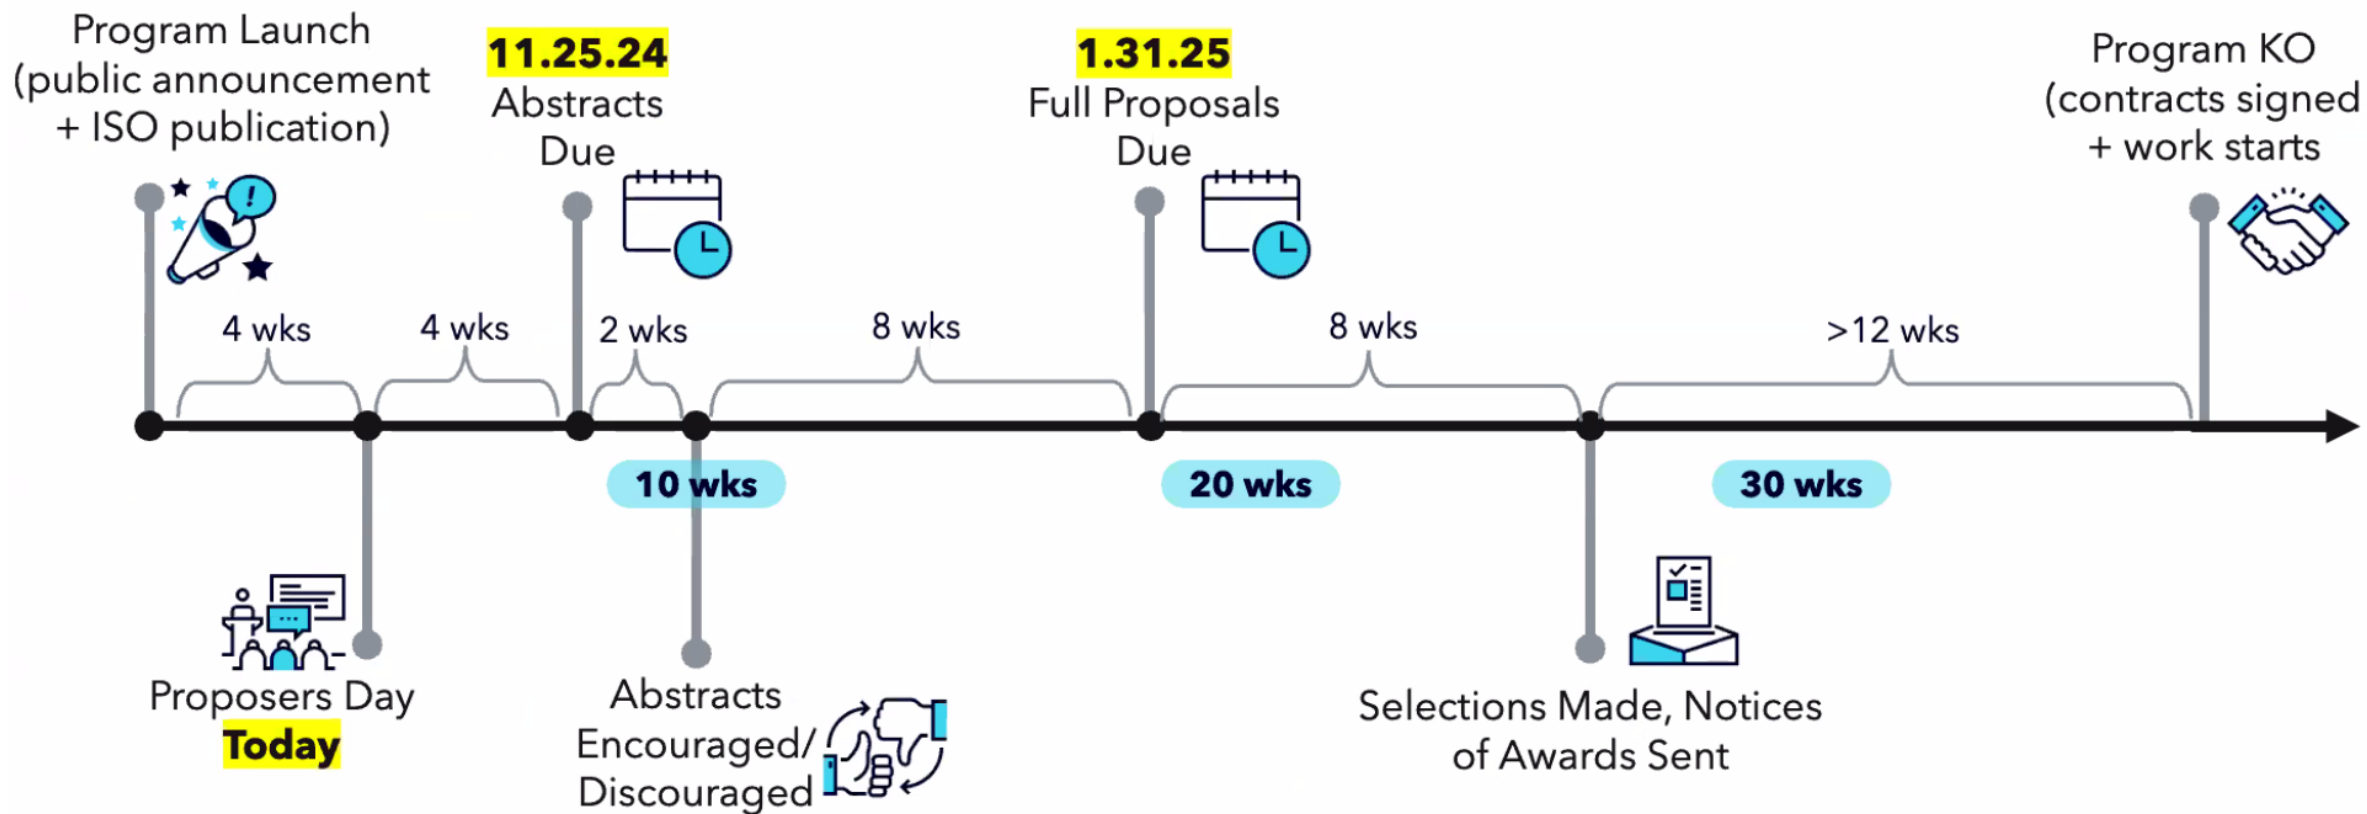 Program Launch
(public announcement
+ ISO publication)
11.25.24
Abstracts
Due
1.31.25
Full Proposals
Due
Program KO
(contracts signed
+ work starts
!
4 wks
4 wks
2 wks
8 wks
8 wks
>12 wks
10 wks
20 wks
30 wks
Proposers Day
Today
Abstracts
Encouraged/
Discouraged
Selections Made, Notices
of Awards Sent